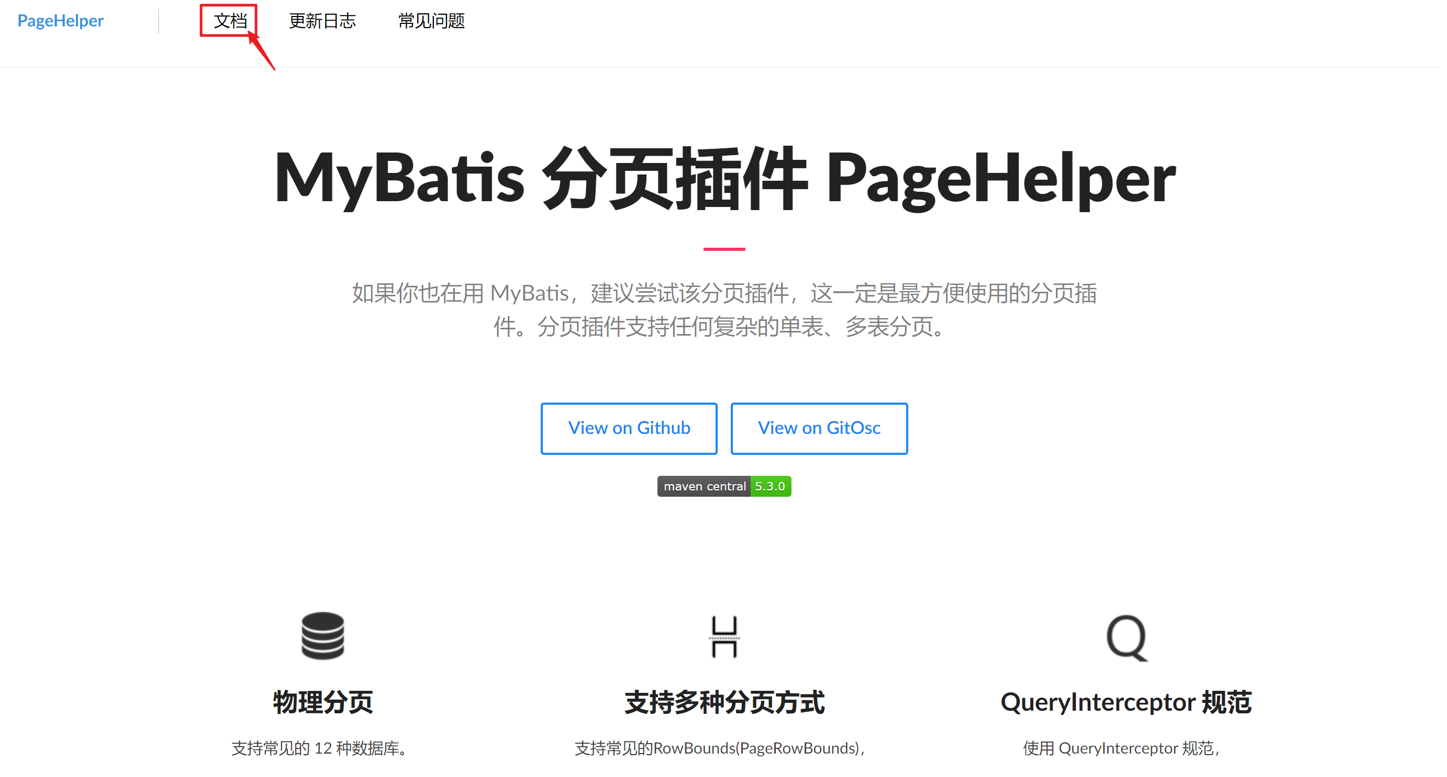 PageHelper 文档 更新日志 常见问题
MyBatis 分页插件 PageHelper
如果你也在用 MyBatis，建议尝试该分页插件，这一定是最方便使用的分页插
件。分页插件支持任何复杂的单表、多表分页。
View on Github View on GitOsc
maven central 5.3.0
物理分页 支持多种分页方式 QueryInterceptor 规范
支持常见的 12 种数据库。 支持常见的RowBounds(PageRowBounds)， 使用 QueryInterceptor 规范，